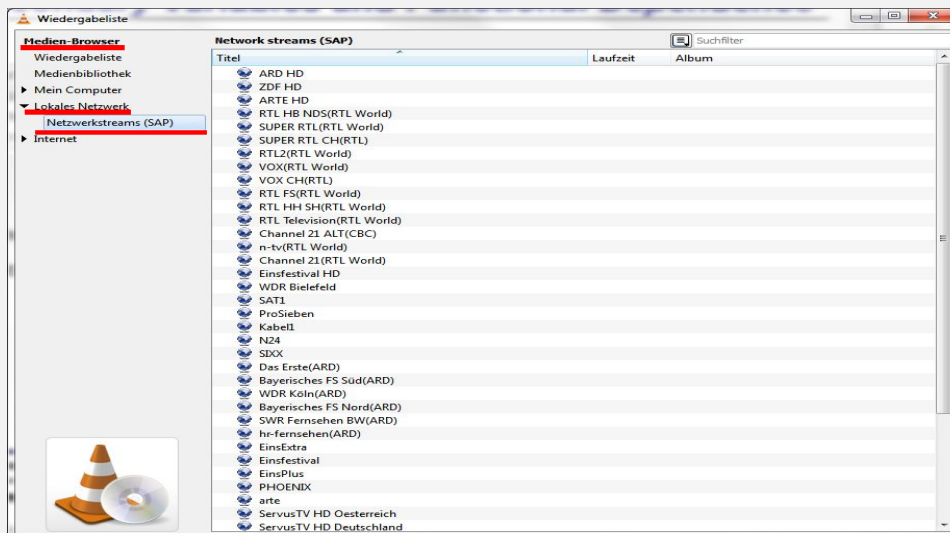 Wiedergabeliste
Medien-Browser
Wiedergabeliste
Medienbibliothek
Mein Computer
Lokales Netzwerk
Netzwerkstreams (SAP)
Internet
Network streams (SAP)
Suchfilter
Titel Laufzeit Album
ARD HD
ZDF HD
ARTE HD
RTL HB NDS(RTL World)
SUPER RTL(RTL World)
SUPER RTL CH(RTL)
RTL2(RTL World)
VOX(RTL World)
VOX CH(RTL)
RTL FS(RTL World)
RTL HH SH(RTL World)
RTL Television(RTL World)
Channel 21 ALT(CBC)
n-tv(RTL World)
Channel 21(RTL World)
Einsfestival HD
WDR Bielefeld
SAT1
ProSieben
Kabel1
N24
SIXX
Das Erste(ARD)
Bayerisches FS Süd(ARD)
WDR Köln(ARD)
Bayerisches FS Nord(ARD)
SWR Fernsehen BW(ARD)
hr-fernsehen(ARD)
EinsExtra
Einsfestival
EinsPlus
PHOENIX
arte
ServusTV HD Oesterreich
ServusTV HD Deutschland